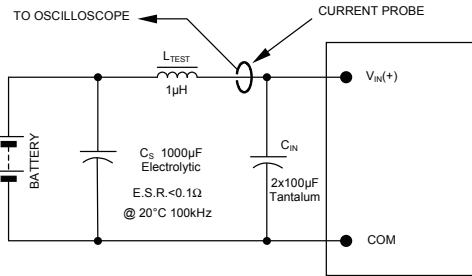 TO OSCILLOSCOPE
CURRENT PROBE
LTEST
1µH
VIN(+)
BATTERY
CS 1000µF
Electrolytic
E.S.R.<0.1Ω
@ 20°C 100kHz
CIN
2x100µF
Tantalum
COM